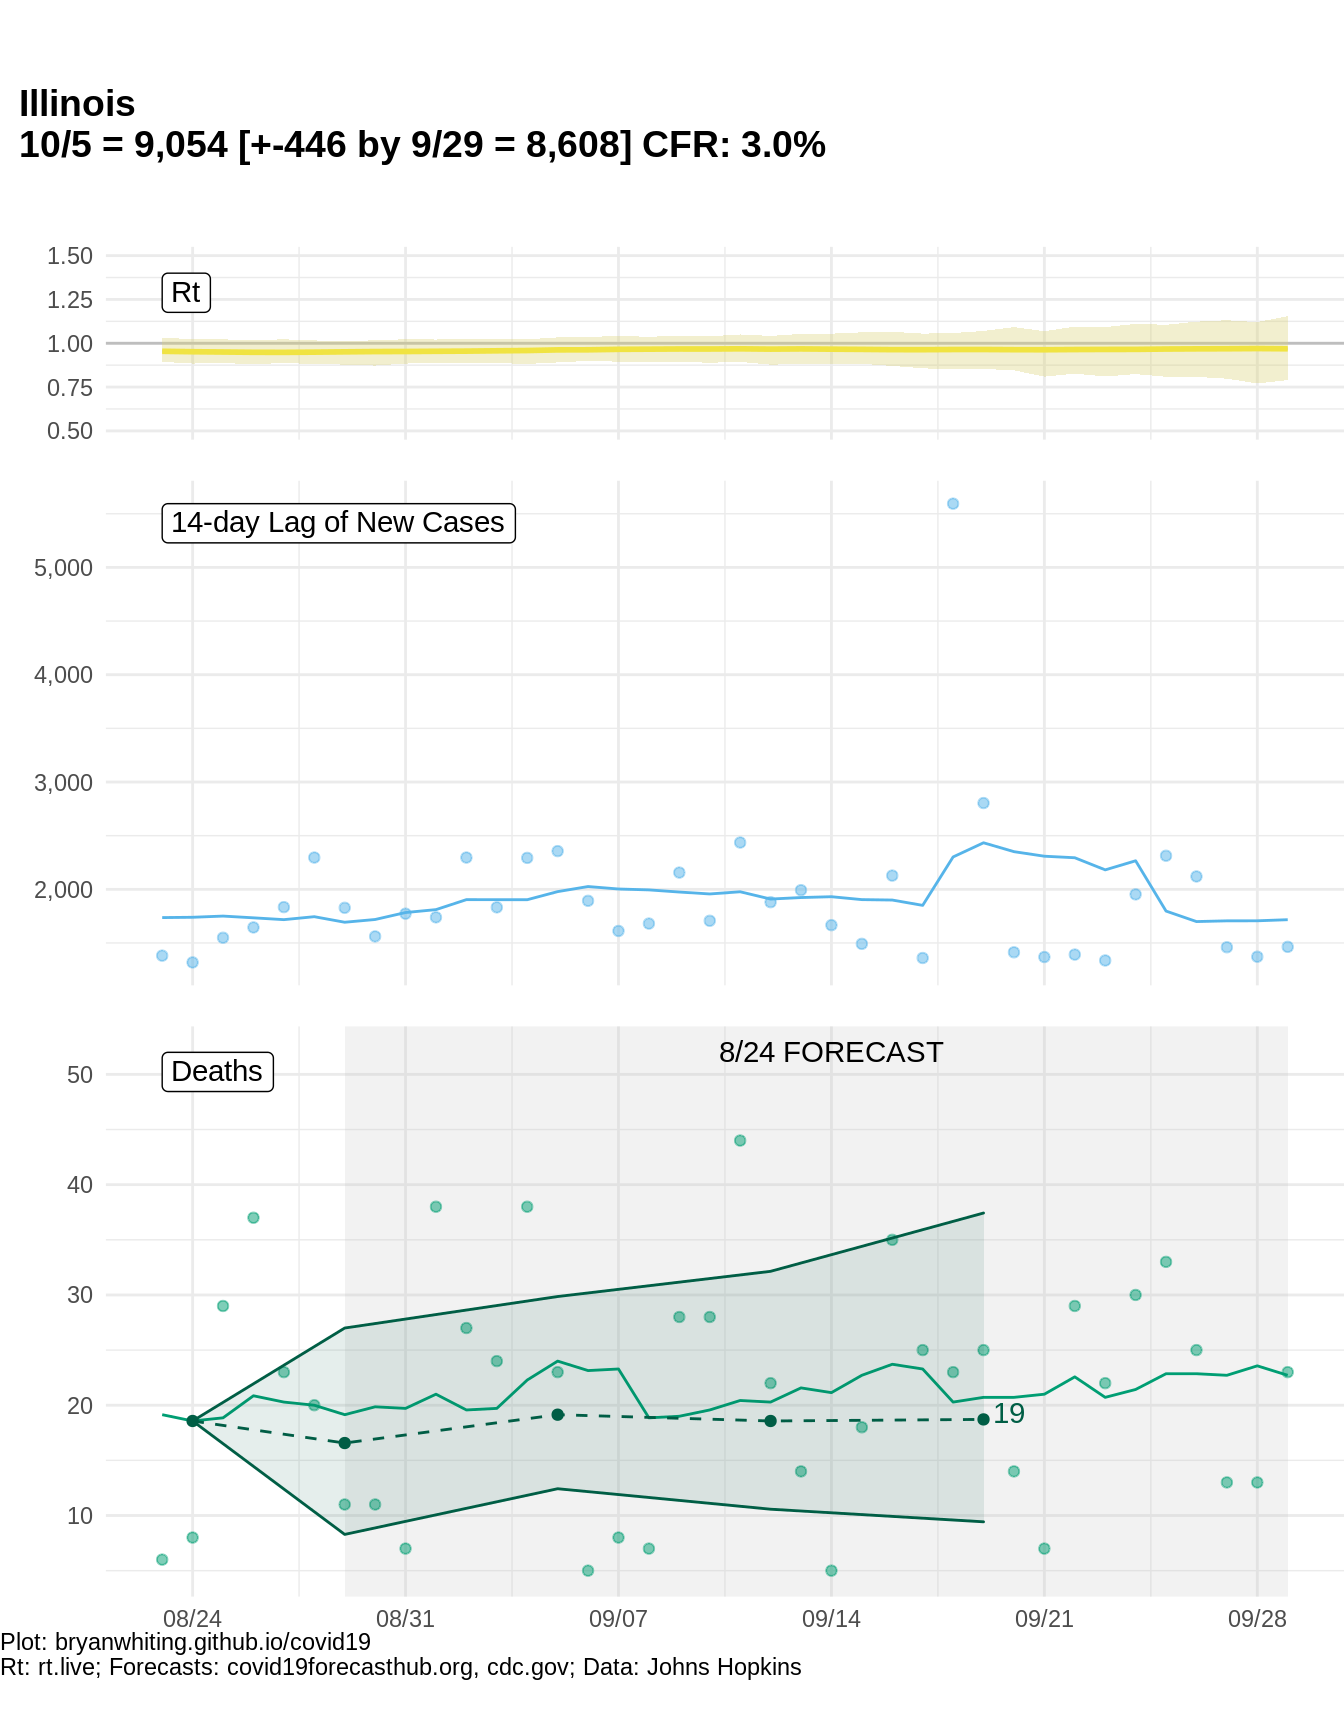 Illinois
10/5 = 9,054 [+-446 by 9/29 = 8,608] CFR: 3.0%
1.50
Rt
1.25
1.00
0.75
0.50
14-day Lag of New Cases
5,000
4,000
3,000
2,000
8/24 FORECAST
Deaths
50
40
30
20
19
10
08/24 08/31 09/07 09/14 09/21 09/28
Plot: bryanwhiting.github.io/covid19
Rt: rt.live; Forecasts: covid19forecasthub.org, cdc.gov; Data: Johns Hopkins